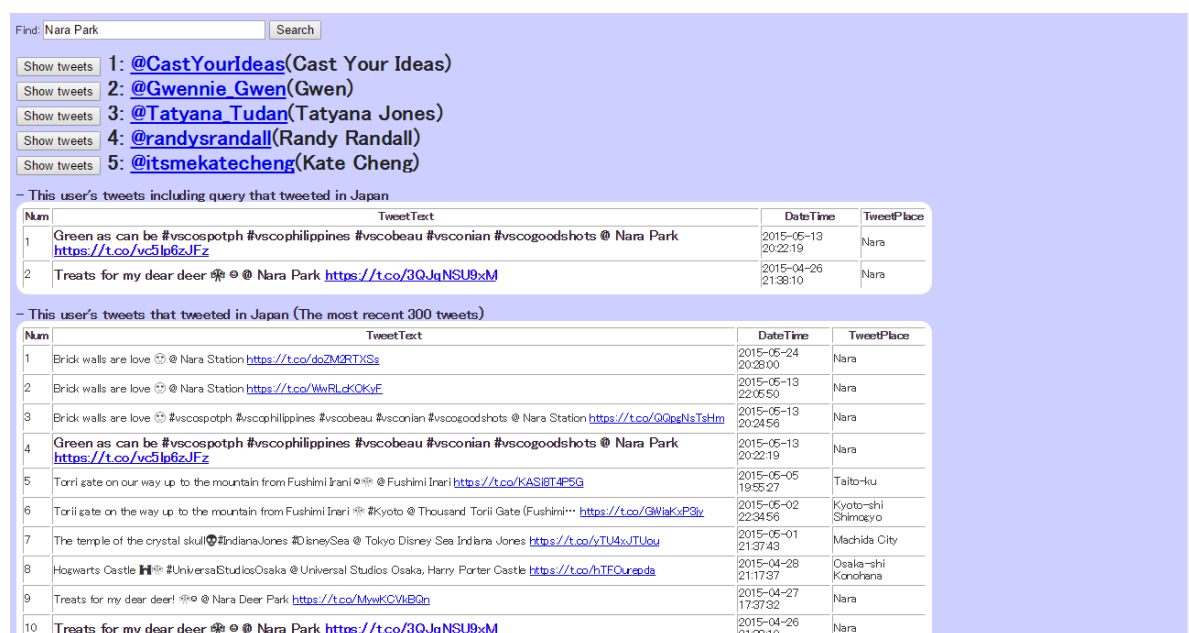 Find: Nara Park Search
Show tweets 1: @CastYourIdeas(Cast Your Ideas)
Show tweets 2: @Gwennie_Gwen(Gwen)
Show tweets 3: @Tatyana_Tudan(Tatyana Jones)
Show tweets 4: @randysrandall(Randy Randall)
Show tweets 5: @itsmekatecheng(Kate Cheng)
- This user's tweets including query that tweeted in Japan
Num TweetText DateTime TweetPlace
1 Green as can be #vscospotph #vscophilippines #vscobeau #vsconian #vscogoodshots @ Nara Park
https://t.co/vc5lp6zJFz 2015-05-13
20:22:19 Nara
2 Treats for my dear deer @ Nara Park https://t.co/3QJqNSU9xM 2015-04-26
21:38:10 Nara
- This user's tweets that tweeted in Japan (The most recent 300 tweets)
Num TweetText DateTime TweetPlace
1 Brick walls are love @ Nara Station https://t.co/doZM2RTXSs 2015-05-24
20:28:00 Nara
2 Brick walls are love @ Nara Station https://t.co/WwRLcKOKyF 2015-05-13
22:05:50 Nara
3 Brick walls are love #vscospotph #vscophilippines #vscobeau #vsconian #vscogoodshots @ Nara Station https://t.co/QQpgNsTsHm 2015-05-13
20:24:56 Nara
4 Green as can be #vscospotph #vscophilippines #vscobeau #vsconian #vscogoodshots @ Nara Park
https://t.co/vc5lp6zJFz 2015-05-13
20:22:19 Nara
5 Torri gate on our way up to the mountain from Fushimi Irani @ Fushimi Inari https://t.co/KASi8T4P5G 2015-05-05
19:55:27 Taito-ku
6 Torii gate on the way up to the mountain from Fushimi Inari #Kyoto @ Thousand Torii Gate (Fushimi… https://t.co/GWiaKxP3jy 2015-05-02
22:34:56 Kyoto-shi
Shimogyo
7 The temple of the crystal skull #IndianaJones #DisneySea @ Tokyo Disney Sea Indiana Jones https://t.co/yTU4xJTUou 2015-05-01
21:37:43 Machida City
8 Hogwarts Castle #UniversalStudiosOsaka @ Universal Studios Osaka, Harry Porter Castle https://t.co/hTFOurepda 2015-04-28
21:17:37 Osaka-shi
Konohana
9 Treats for my dear deer! @ Nara Deer Park https://t.co/MywKCVkBQn 2015-04-27
17:37:32 Nara
10 Treats for my dear deer @ Nara Park https://t.co/3QJqNSU9xM 2015-04-26
Nara